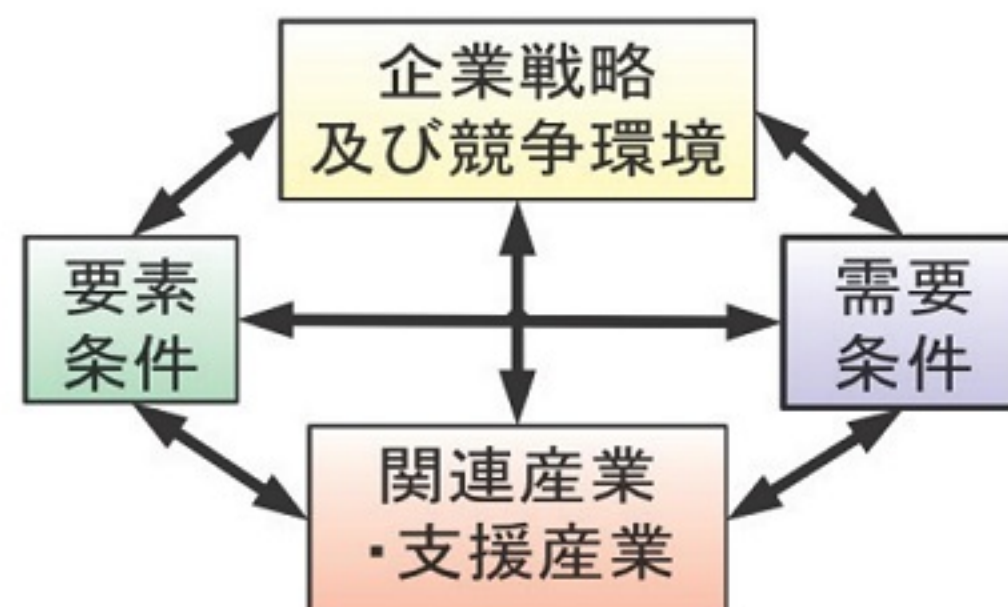 企業戦略
及び競争環境
要素
条件
需要
条件
関連産業
・支援産業